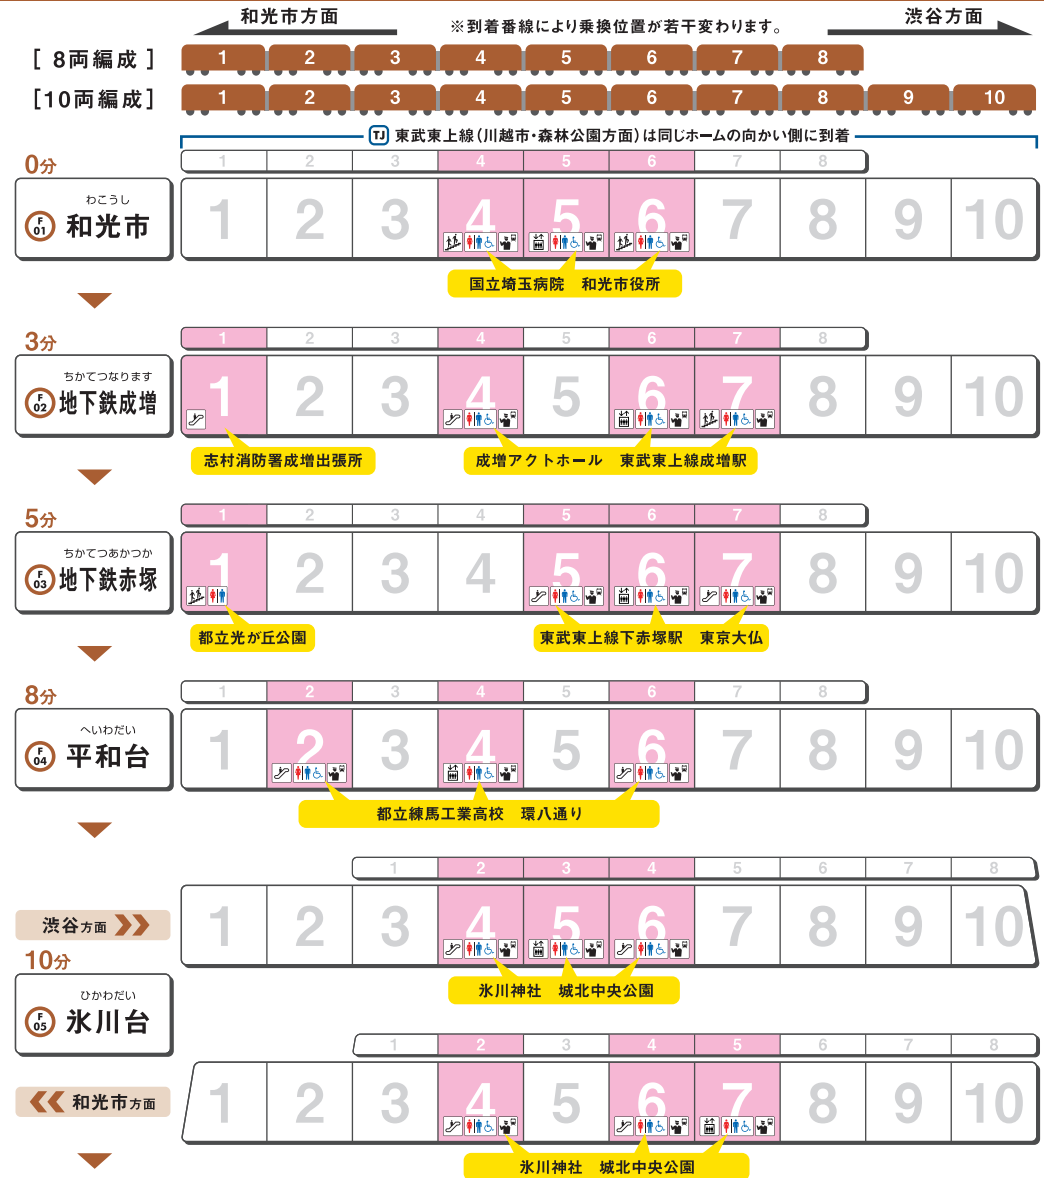 和光市方面
※到着番線により乗換位置が若干変わります。
渋谷方面
[ 8両編成 ]
1 2 3 4 5 6 7 8
[10両編成]
1 2 3 4 5 6 7 8 9 10
TJ 東武東上線(川越市・森林公園方面)は同じホームの向かい側に到着
0分
1 2 3 4 5 6 7 8
わこうし
F 01 和光市
1 2 3 4 5 6 7 8 9 10
国立埼玉病院 和光市役所
3分
1 2 3 4 5 6 7 8
ちかてつなります
F 02 地下鉄成増
1 2 3 4 5 6 7 8 9 10
志村消防署成増出張所
成増アクトホール 東武東上線成増駅
5分
1 2 3 4 5 6 7 8
ちかてつあかつか
F 03 地下鉄赤塚
1 2 3 4 5 6 7 8 9 10
都立光が丘公園
東武東上線下赤塚駅 東京大仏
8分
1 2 3 4 5 6 7 8
へいわだい
F 04 平和台
1 2 3 4 5 6 7 8 9 10
都立練馬工業高校 環八通り
1 2 3 4 5 6 7 8
渋谷方面
1 2 3 4 5 6 7 8 9 10
10分
氷川神社 城北中央公園
ひかわだい
F 05 氷川台
1 2 3 4 5 6 7 8
和光市方面
1 2 3 4 5 6 7 8 9 10
氷川神社 城北中央公園